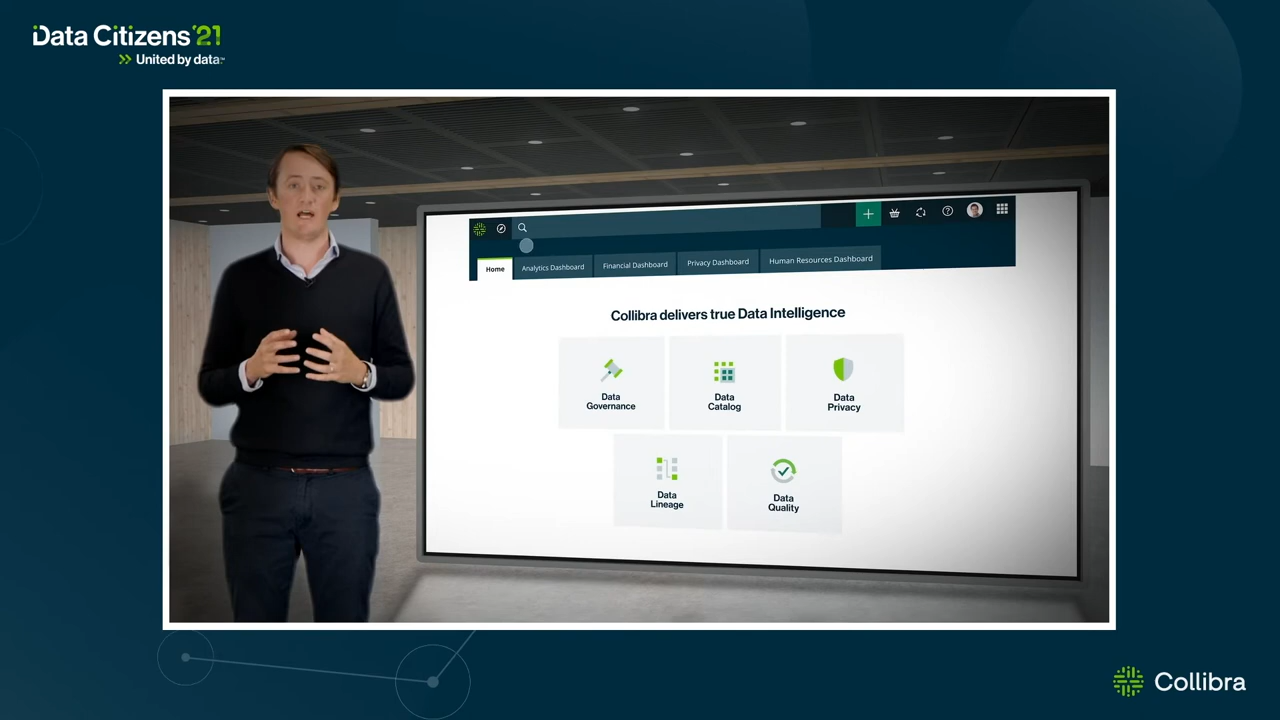 Data Citizens '21
United by data™
Home
Analytics Dashboard
Financial Dashboard
Privacy Dashboard
Human Resources Dashboard
Collibra delivers true Data Intelligence
Data
Governance
Data
Catalog
Data
Privacy
Data
Lineage
Data
Quality
Collibra